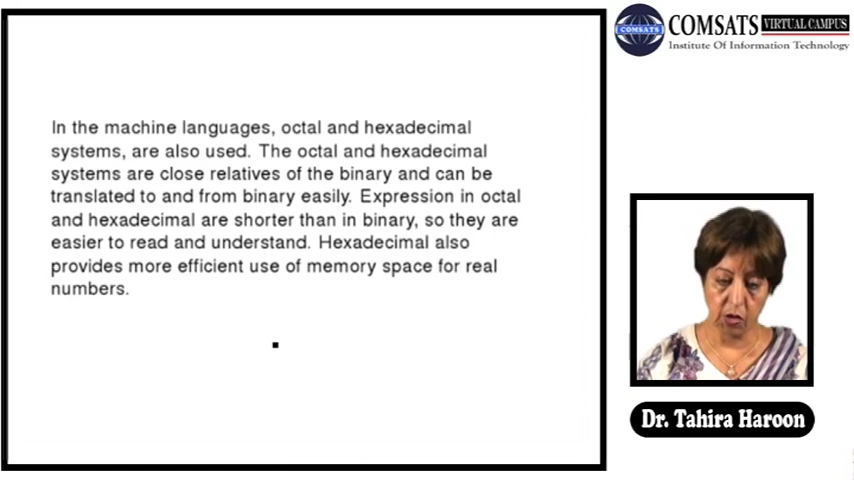 COMSATS VIRTUAL CAMPUS
Institute Of Information Technology
COMSATS
In the machine languages, octal and hexadecimal
systems, are also used. The octal and hexadecimal
systems are close relatives of the binary and can be
translated to and from binary easily. Expression in octal
and hexadecimal are shorter than in binary, so they are
easier to read and understand. Hexadecimal also
provides more efficient use of memory space for real
numbers.
Dr. Tahira Haroon